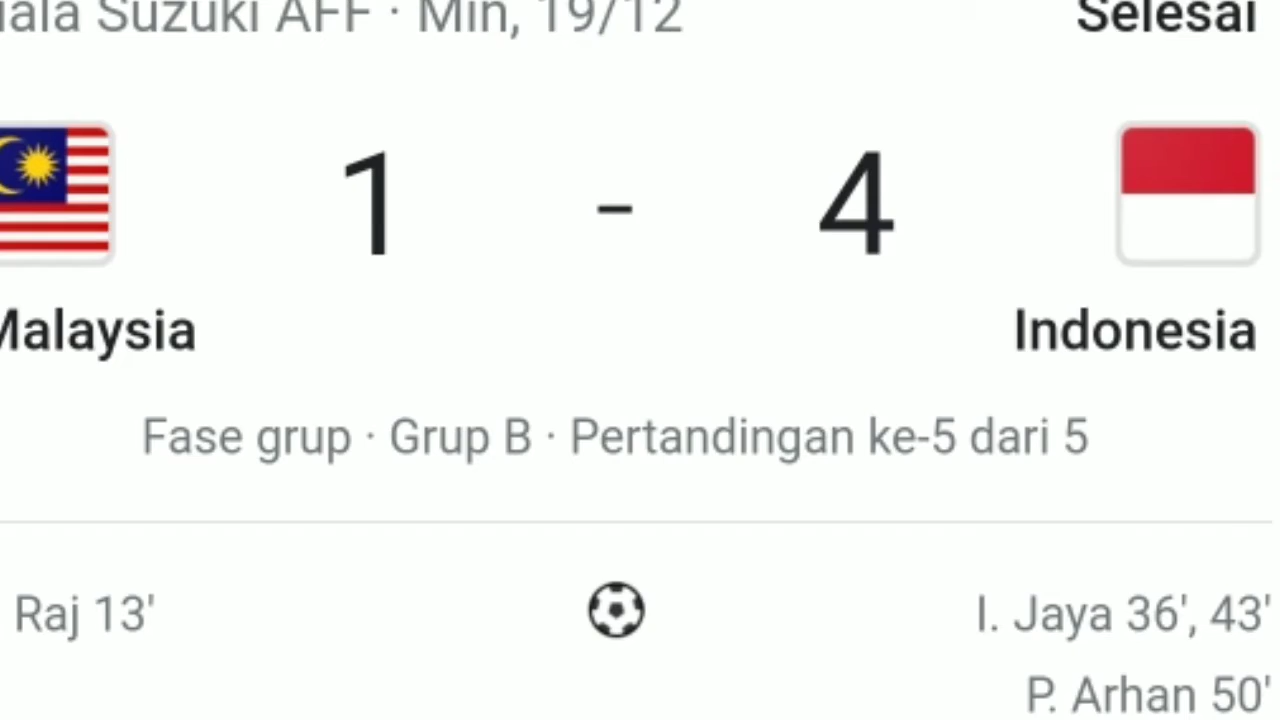 iala Suzuki AFF · Min, 19/12 Selesai
1 - 4
Malaysia Indonesia
Fase grup · Grup B · Pertandingan ke-5 dari 5
Raj 13' I. Jaya 36', 43'
P. Arhan 50'